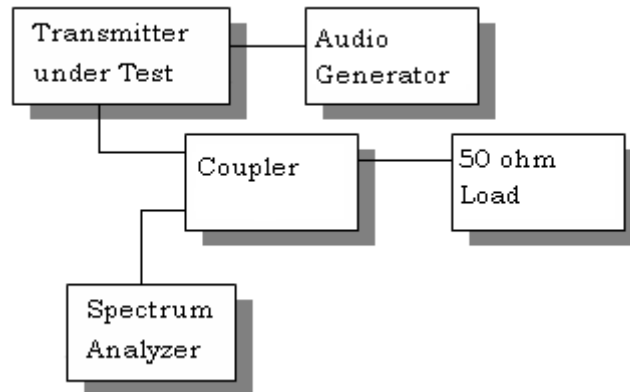 Transmitter
under Test
Audio
Generator
Coupler
50 ohm
Load
Spectrum
Analyzer